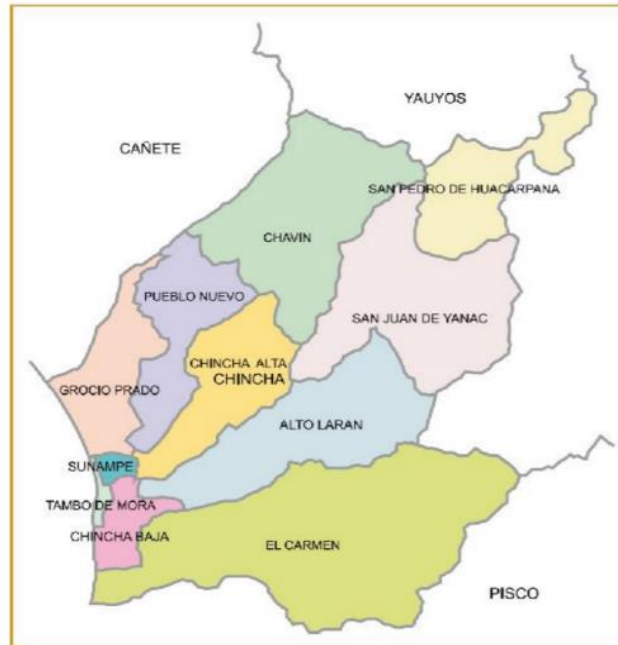 YAUYOS
CAÑETE
SAN PEDRO DE HUACARPANA
CHAVIN
PUEBLO NUEVO
SAN JUAN DE YANAC
CHINCHA ALTA
CHINCHA
GROCIO PRADO
ALTO LARAN
SUNAMPE
TAMBO DE MORA
CHINCHA BAJA
EL CARMEN
PISCO